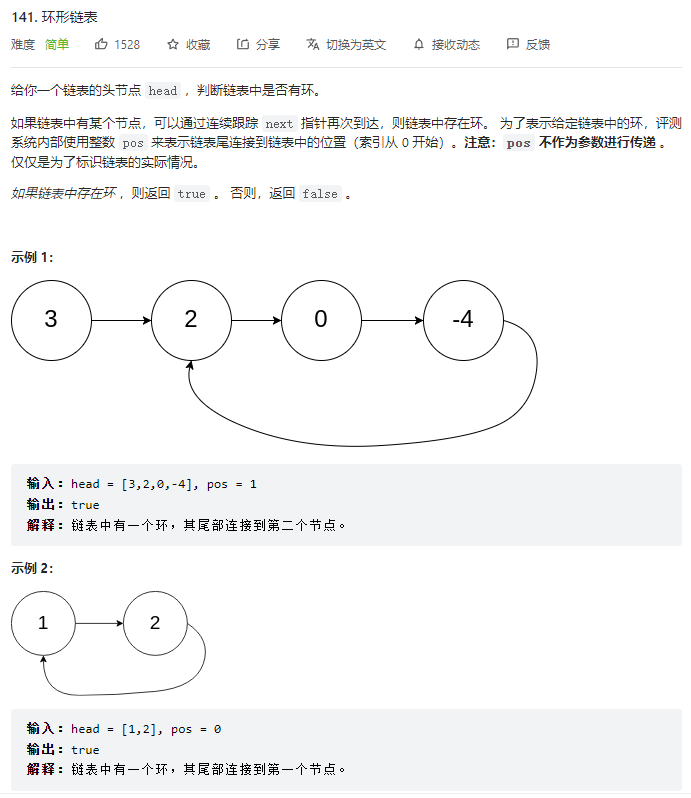 141. 环形链表
难度 简单 1528 收藏 分享 切换为英文 接收动态 反馈
给你一个链表的头节点 head ，判断链表中是否有环。
如果链表中有某个节点，可以通过连续跟踪 next 指针再次到达，则链表中存在环。 为了表示给定链表中的环，评测
系统内部使用整数 pos 来表示链表尾连接到链表中的位置（索引从 0 开始）。注意：pos 不作为参数进行传递 。
仅仅是为了标识链表的实际情况。
如果链表中存在环 ，则返回 true 。 否则，返回 false 。
示例 1：
3 2 0 -4
输入：head = [3,2,0,-4], pos = 1
输出：true
解释：链表中有一个环，其尾部连接到第二个节点。
示例 2：
1 2
输入：head = [1,2], pos = 0
输出：true
解释：链表中有一个环，其尾部连接到第一个节点。